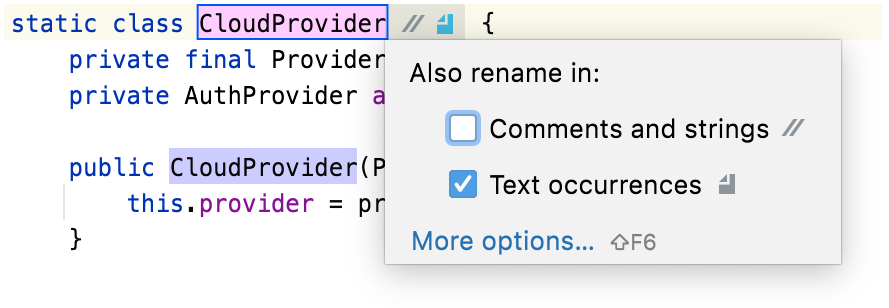 static class CloudProvider // {
private final Provider
private AuthProvider a
public CloudProvider(P
this.provider = pr
}
Also rename in:
Comments and strings //
Text occurrences
More options... ⇧F6